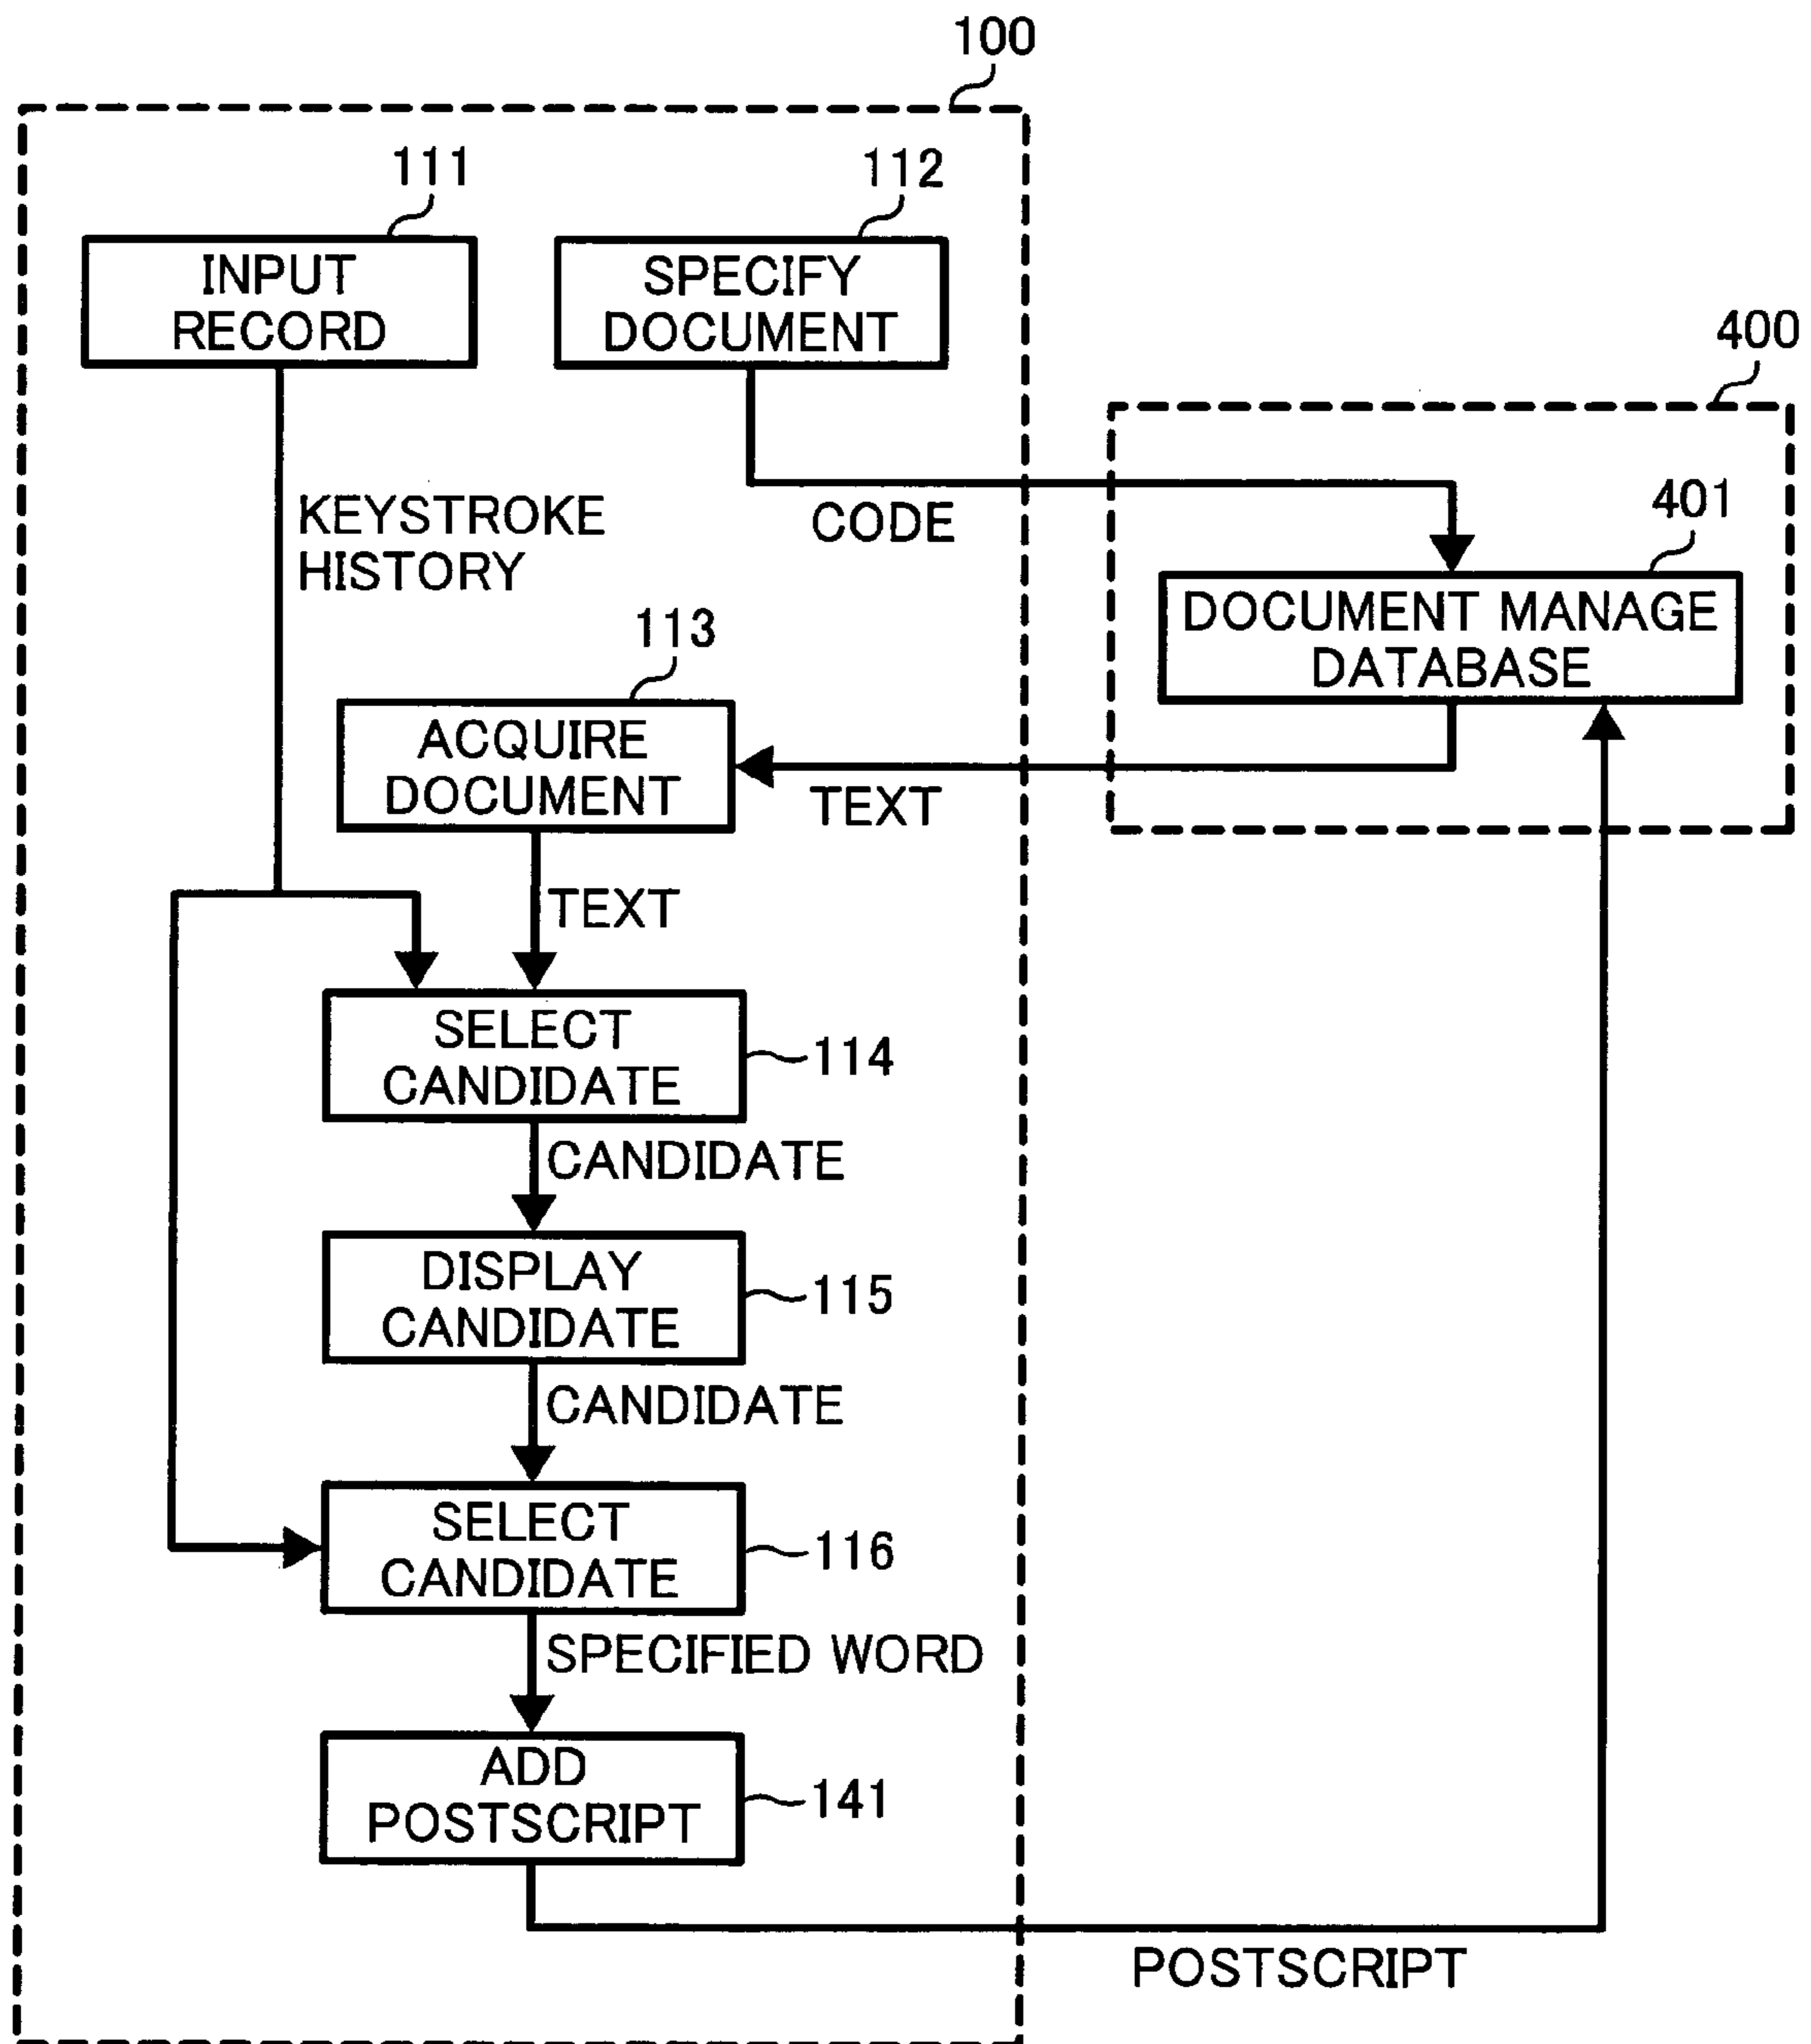 100
111
112
INPUT
RECORD
SPECIFY
DOCUMENT
400
KEYSTROKE
HISTORY
CODE
401
DOCUMENT MANAGE
DATABASE
113
ACQUIRE
DOCUMENT
TEXT
TEXT
SELECT
CANDIDATE
114
CANDIDATE
DISPLAY
CANDIDATE
115
CANDIDATE
SELECT
CANDIDATE
116
SPECIFIED WORD
ADD
POSTSCRIPT
141
POSTSCRIPT